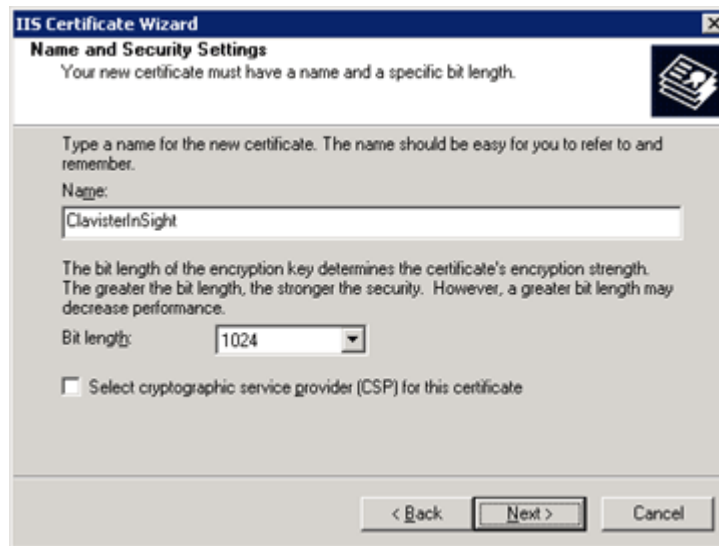 IIS Certificate Wizard
Name and Security Settings
Your new certificate must have a name and a specific bit length.
Type a name for the new certificate. The name should be easy for you to refer to and
remember.
Name:
ClavisterInSight
The bit length of the encryption key determines the certificate's encryption strength.
The greater the bit length, the stronger the security. However, a greater bit length may
decrease performance.
Bit length: 1024
Select cryptographic service provider (CSP) for this certificate
< Back Next > Cancel